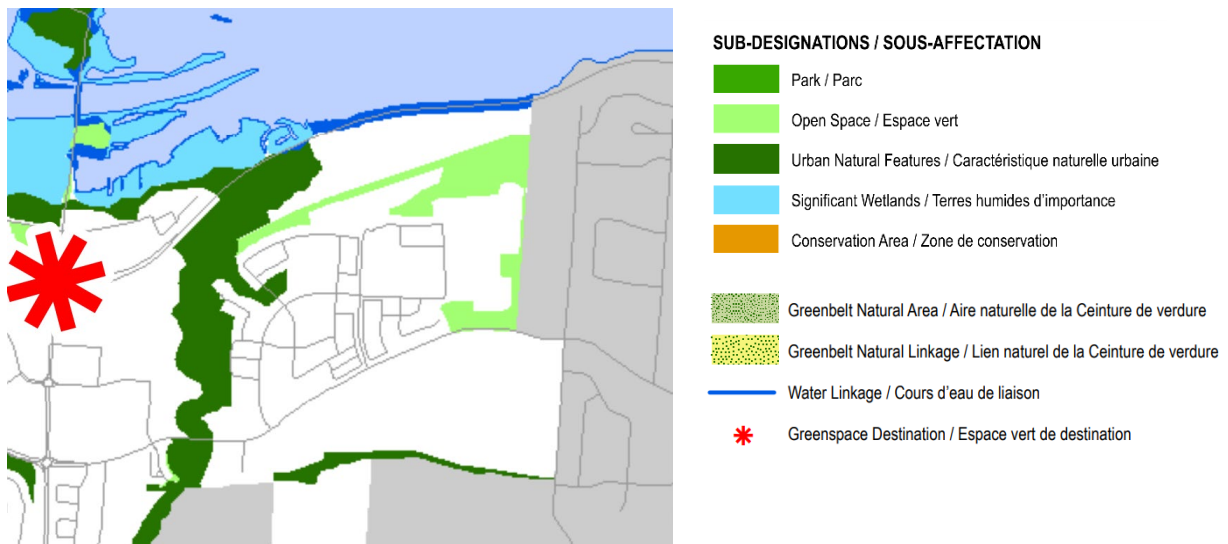 SUB-DESIGNATIONS / SOUS-AFFECTATION
Park / Parc
Open Space / Espace vert
Urban Natural Features / Caractéristique naturelle urbaine
Significant Wetlands / Terres humides d'importance
Conservation Area / Zone de conservation
Greenbelt Natural Area / Aire naturelle de la Ceinture de verdure
Greenbelt Natural Linkage / Lien naturel de la Ceinture de verdure
Water Linkage / Cours d'eau de liaison
Greenspace Destination / Espace vert de destination